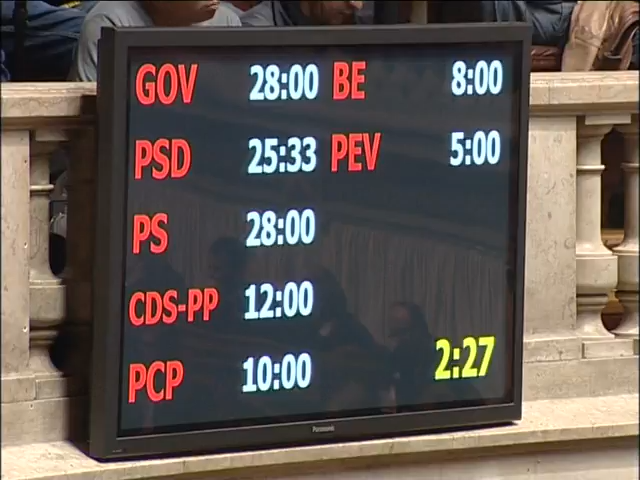 GOV 28:00 BE 8:00
PSD 25:33 PEV 5:00
PS 28:00
CDS-PP 12:00
PCP 10:00 2:27
Panasonic